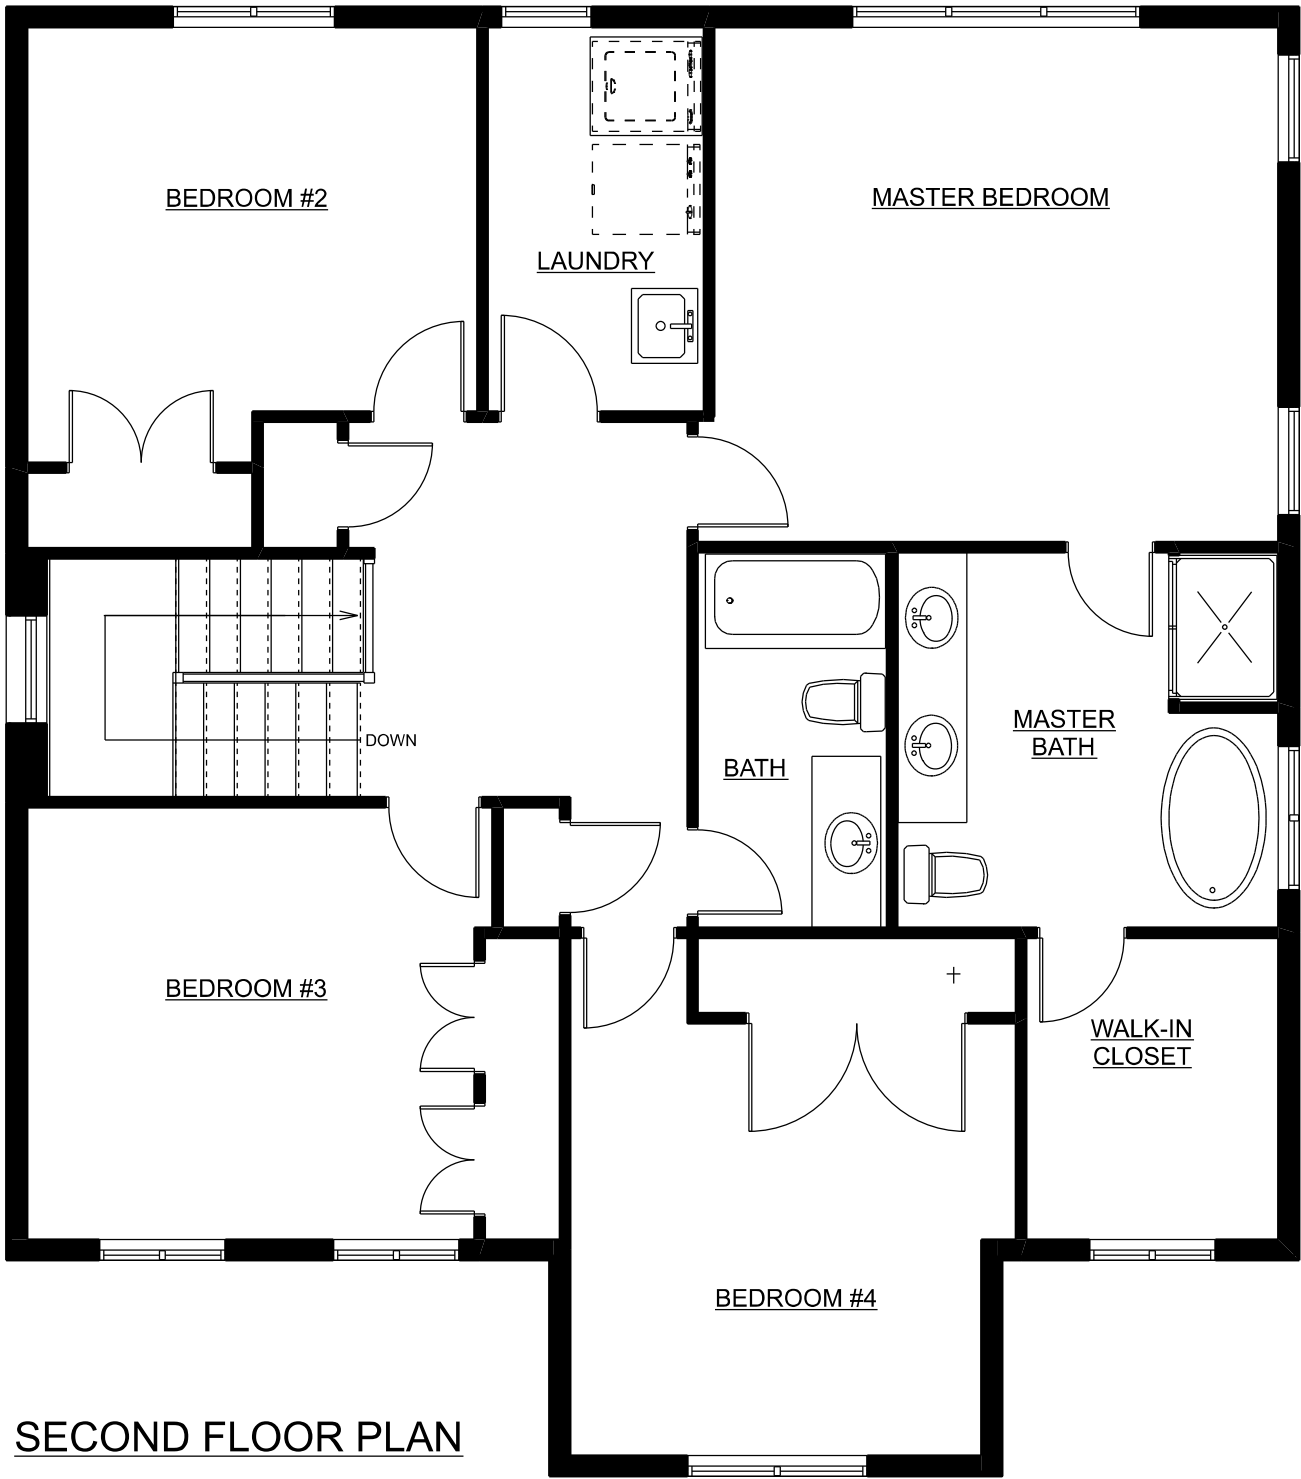 BEDROOM #2
MASTER BEDROOM
LAUNDRY
MASTER
BATH
DOWN
BATH
BEDROOM #3
WALK-IN
CLOSET
BEDROOM #4
SECOND FLOOR PLAN